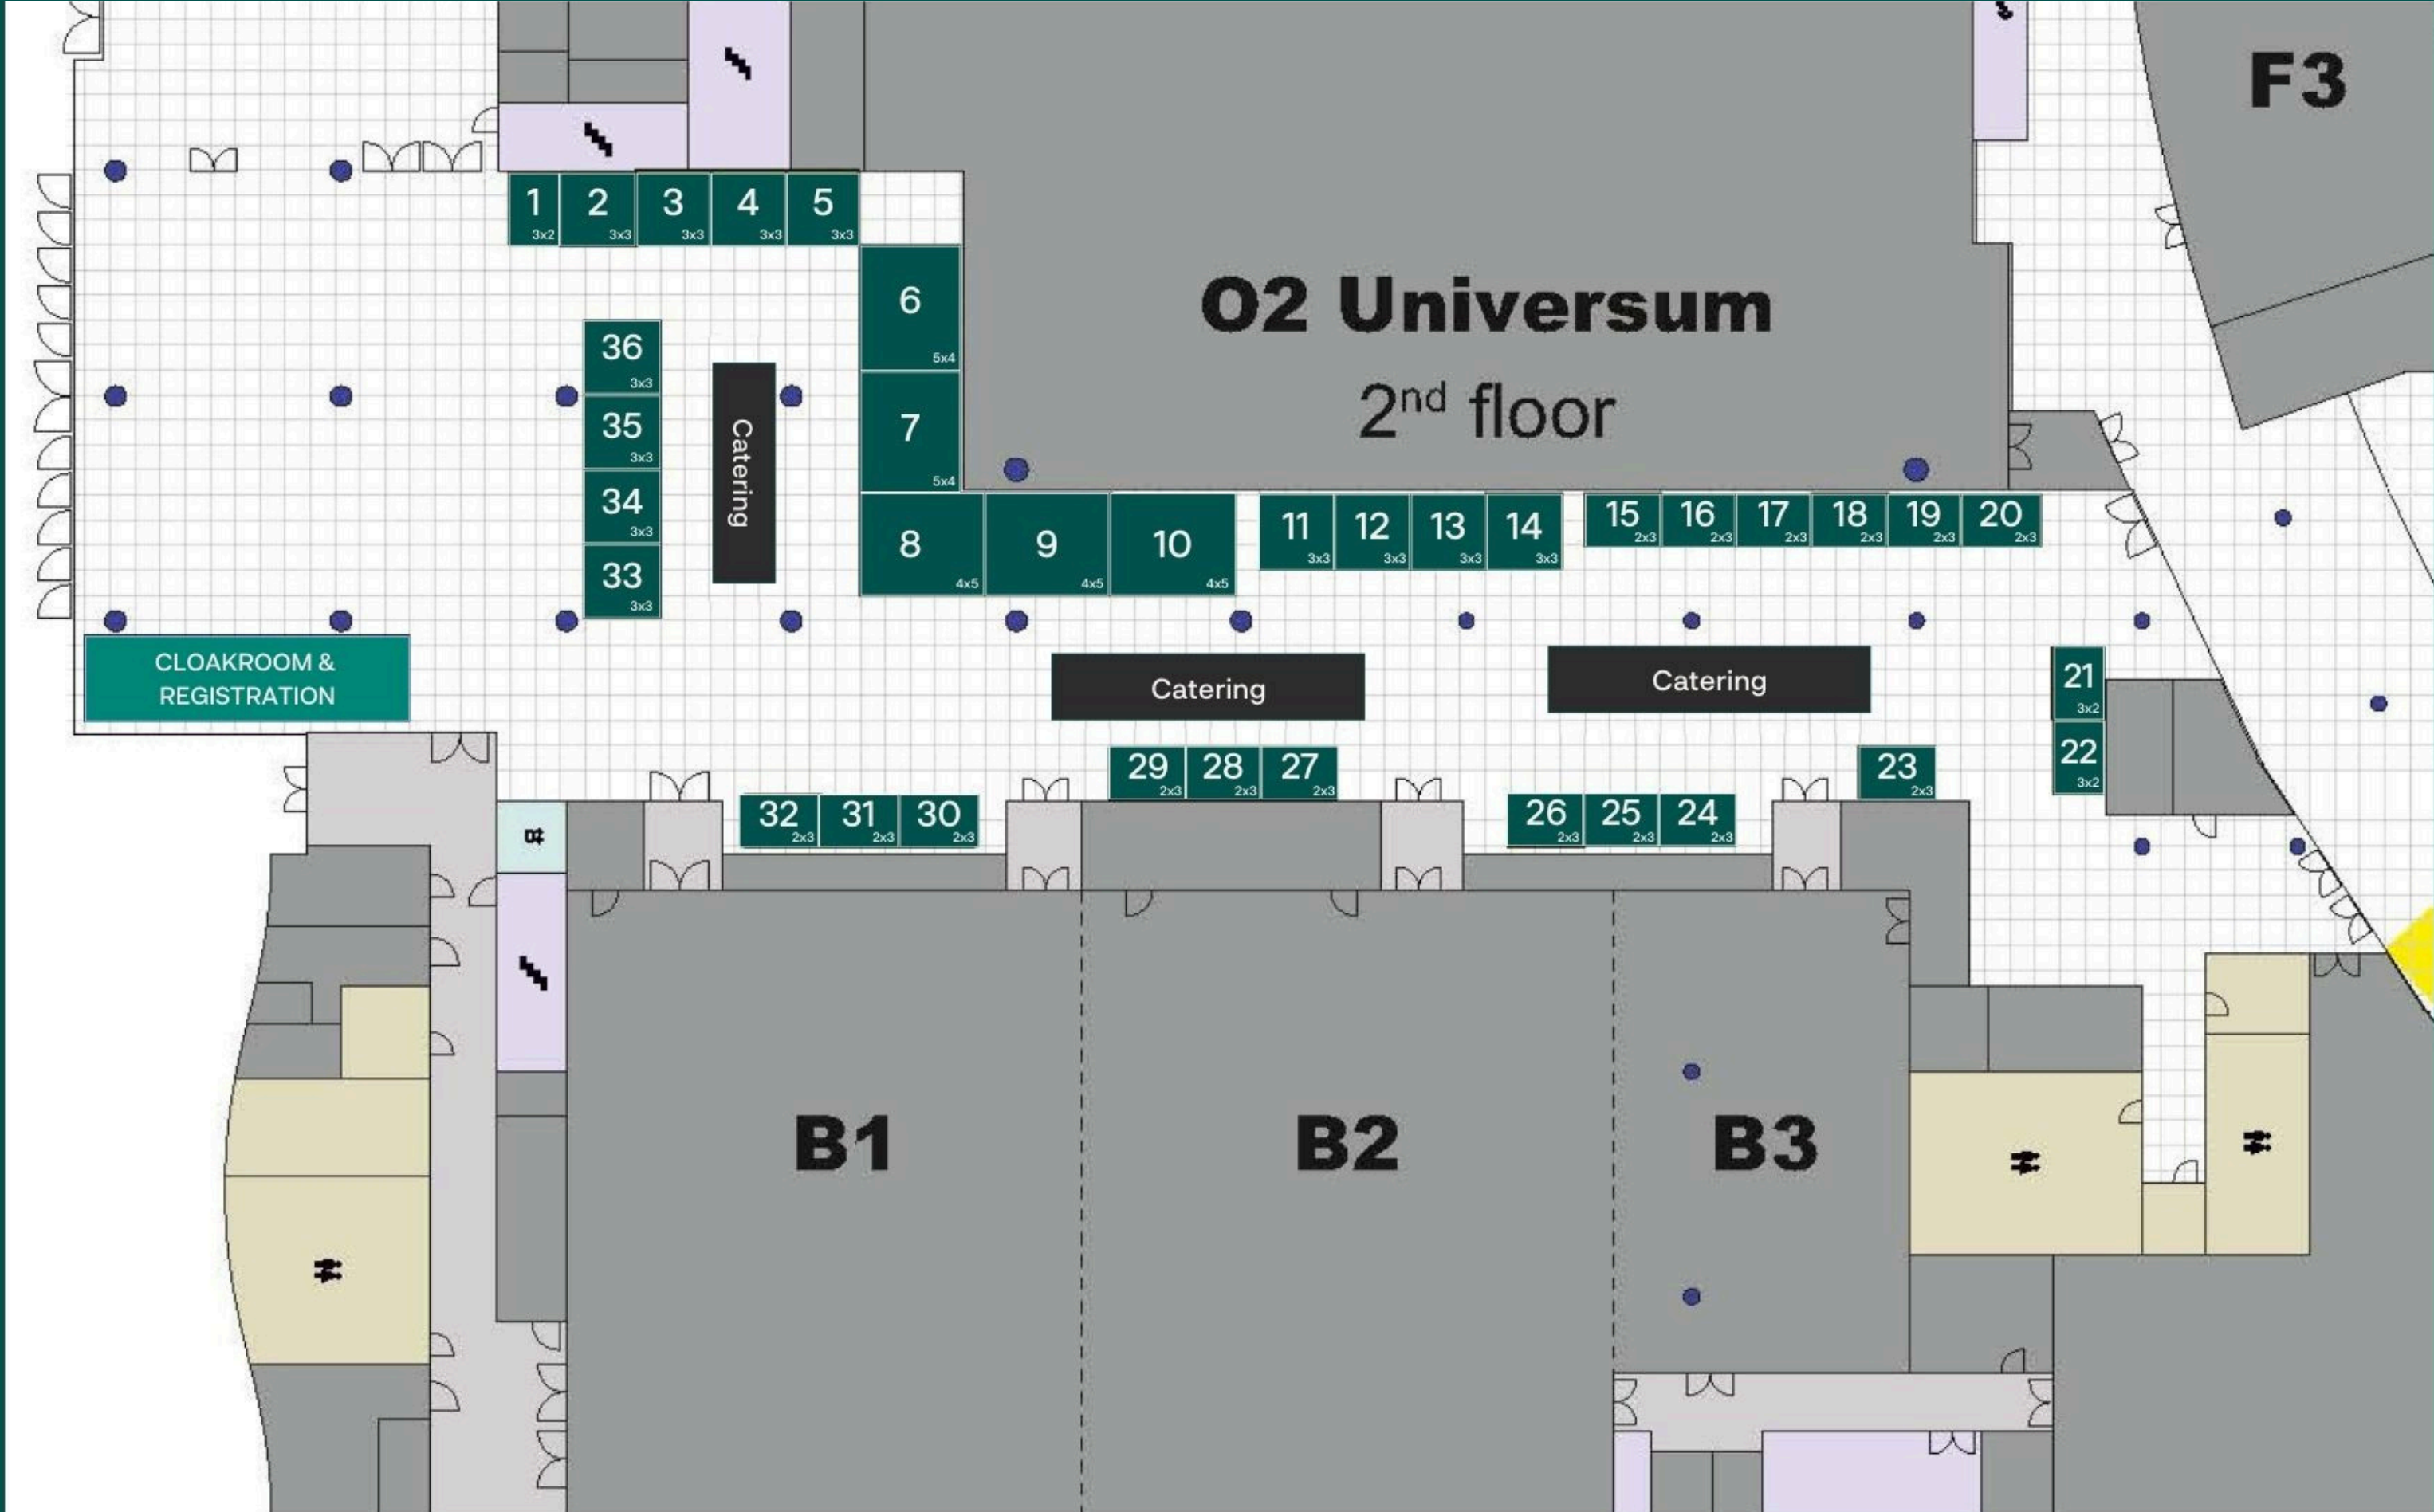 F3
1
3x2
2
3x3
3
3x3
4
3x3
5
3x3
6
5x4
O2 Universum
2nd floor
36
3x3
35
3x3
34
3x3
33
3x3
Catering
7
5x4
8
4x5
9
4x5
10
4x5
11
3x3
12
3x3
13
3x3
14
3x3
15
2x3
16
2x3
17
2x3
18
2x3
19
2x3
20
2x3
CLOAKROOM &
REGISTRATION
Catering
Catering
21
3x2
22
3x2
29
2x3
28
2x3
27
2x3
23
2x3
32
2x3
31
2x3
30
2x3
26
2x3
25
2x3
24
2x3
B1
B2
B3